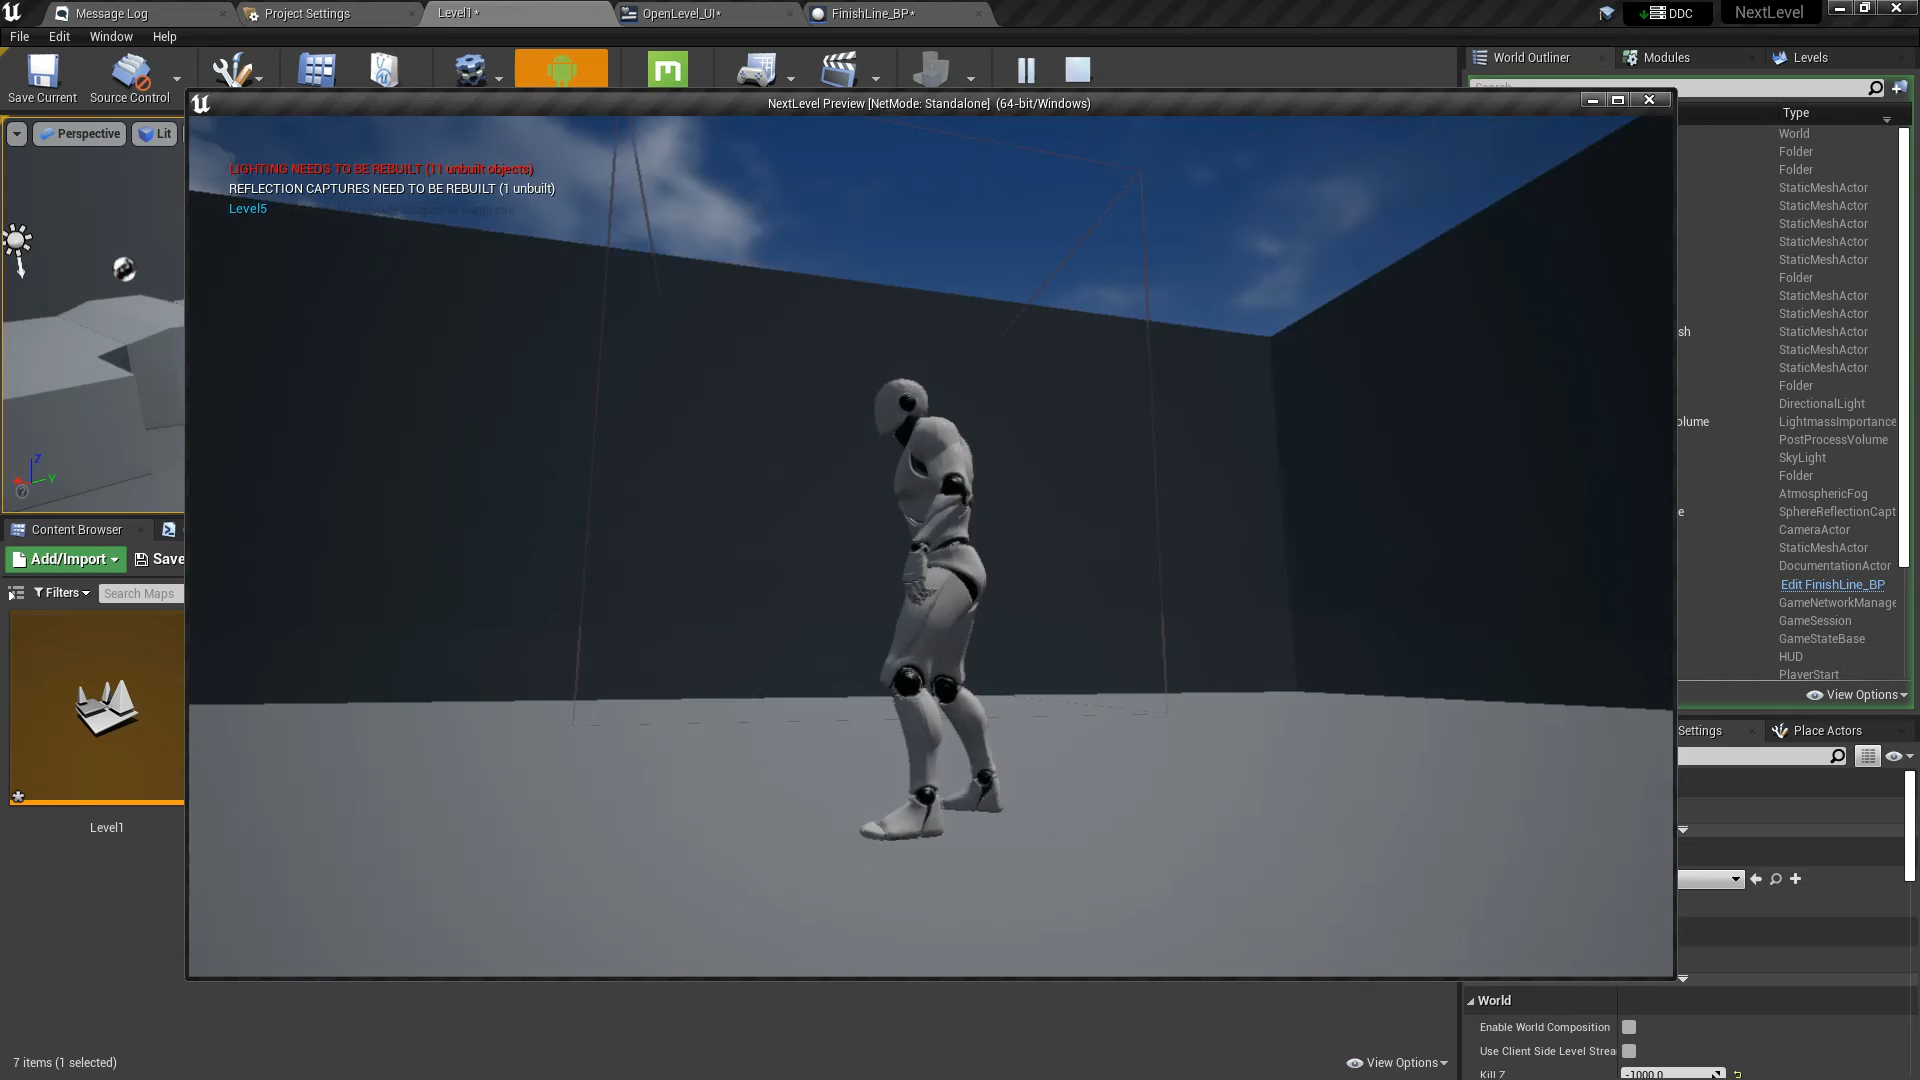 Message Log
Project Settings
Level1*
OpenLevel_UI*
FinishLine_BP*
DDC
NextLevel
File
Edit
Window
Help
World Outliner
Modules
Levels
Save Current
Source Control
NextLevel Preview [NetMode: Standalone] (64-bit/Windows)
Search
Type
Perspective
Lit
World
Folder
Folder
StaticMeshActor
StaticMeshActor
StaticMeshActor
StaticMeshActor
StaticMeshActor
Folder
StaticMeshActor
StaticMeshActor
sh StaticMeshActor
StaticMeshActor
StaticMeshActor
Folder
DirectionalLight
olume LightmassImportance
PostProcessVolume
SkyLight
Folder
AtmosphericFog
e SphereReflectionCapt
CameraActor
StaticMeshActor
DocumentationActor
Edit FinishLine_BP
GameNetworkManage
GameSession
GameStateBase
HUD
PlayerStart
View Options
LIGHTING NEEDS TO BE REBUILT (11 unbuilt objects)
REFLECTION CAPTURES NEED TO BE REBUILT (1 unbuilt)
Level5
Z
Y
Content Browser
Add/Import
Save
Filters
Search Maps
Level1
7 items (1 selected)
View Options
Settings
Place Actors
World
Enable World Composition
Use Client Side Level Strea
Kill Z
-1000.0